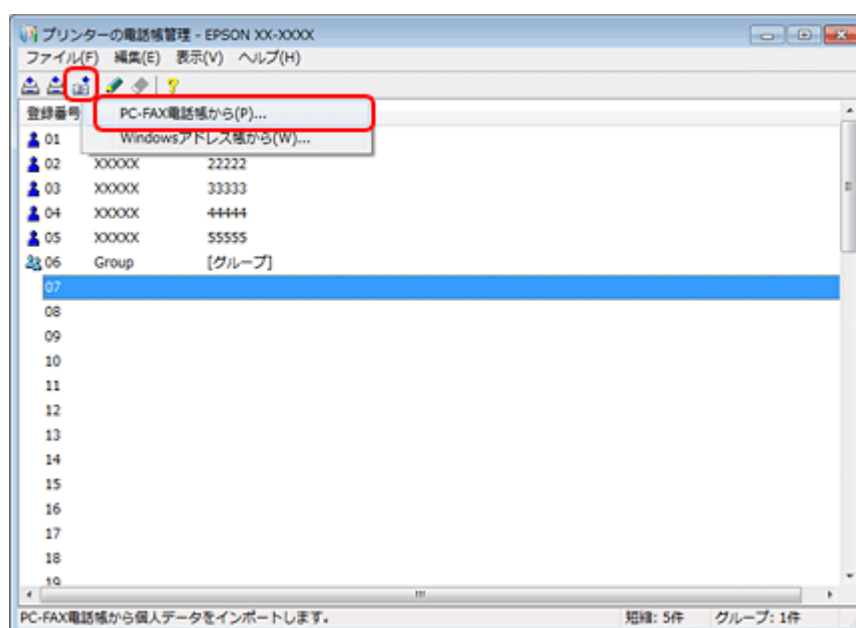 プリンターの電話帳管理 - EPSON XX-XXXX
ファイル(F) 編集(E) 表示(V) ヘルプ(H)
登録番号
PC-FAX電話帳から(P)...
01
Windowsアドレス帳から(W)...
02 XXXXX 22222
03 XXXXX 33333
04 XXXXX 44444
05 XXXXX 55555
06 Group [グループ]
07
08
09
10
11
12
13
14
15
16
17
18
19
PC-FAX電話帳から個人データをインポートします。 短縮: 5件 グループ: 1件